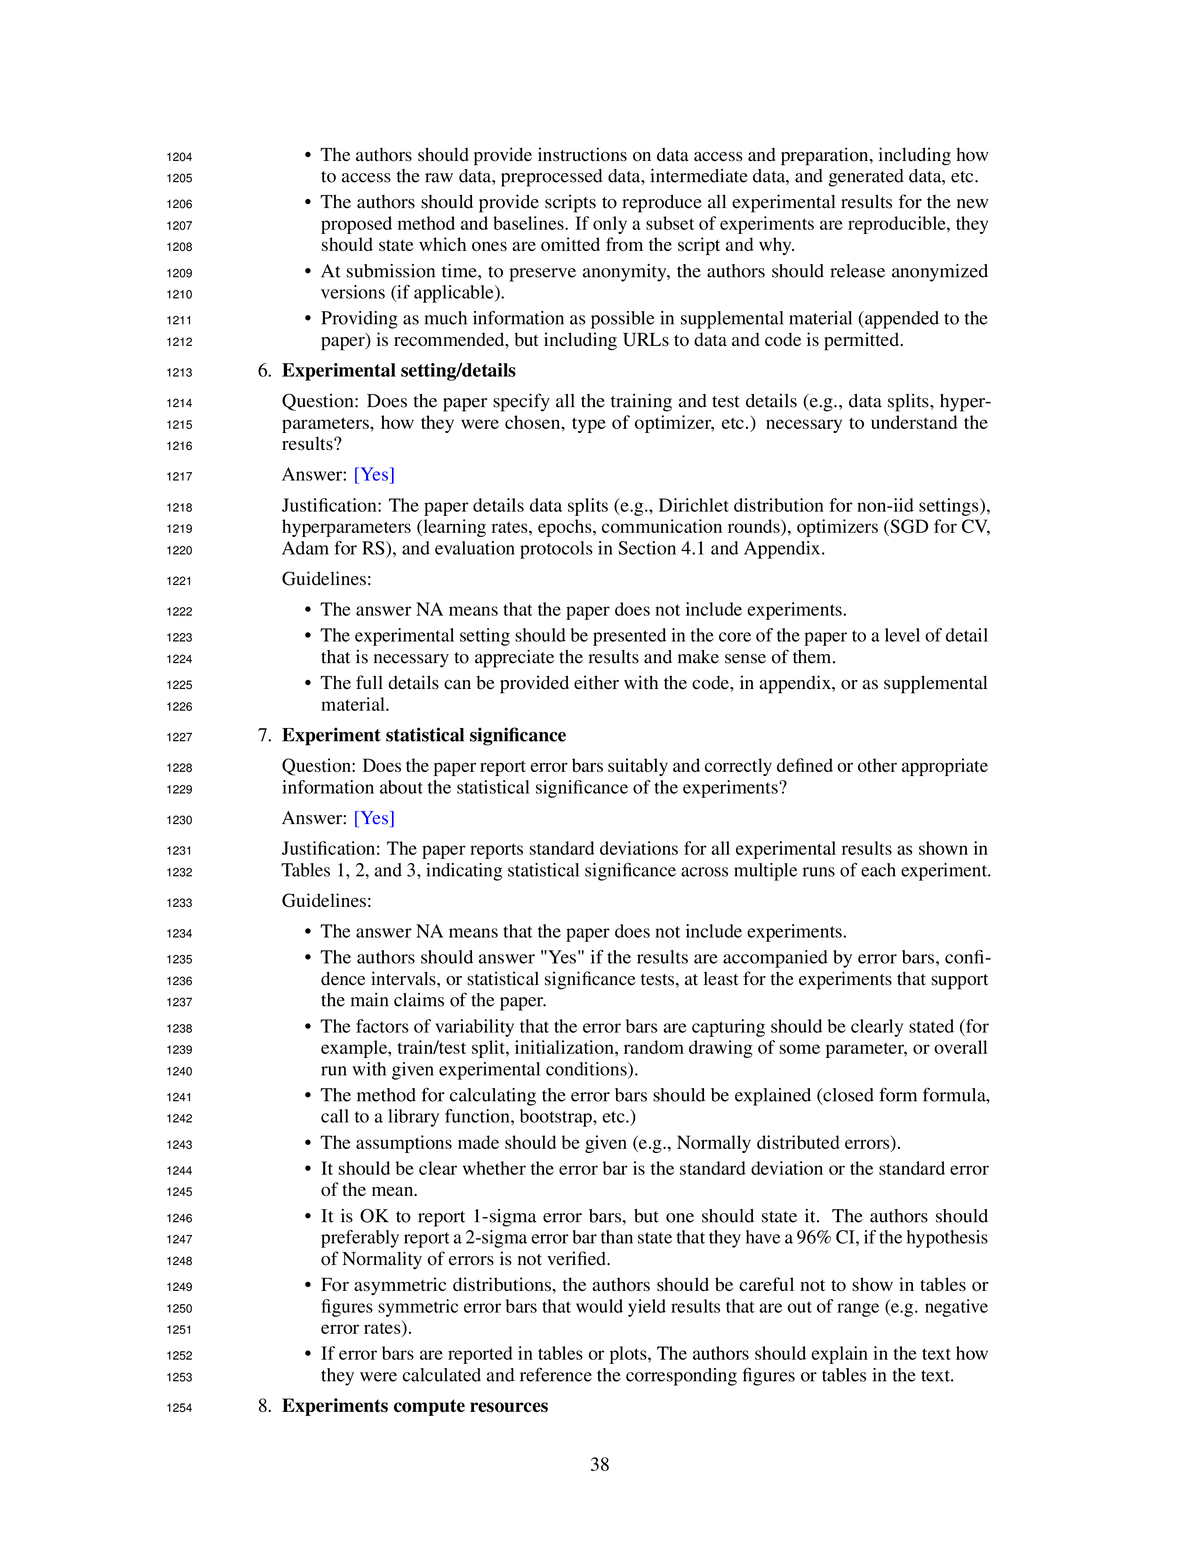 1204 • The authors should provide instructions on data access and preparation, including how
1205 to access the raw data, preprocessed data, intermediate data, and generated data, etc.
1206 • The authors should provide scripts to reproduce all experimental results for the new
1207 proposed method and baselines. If only a subset of experiments are reproducible, they
1208 should state which ones are omitted from the script and why.
1209 • At submission time, to preserve anonymity, the authors should release anonymized
1210 versions (if applicable).
1211 • Providing as much information as possible in supplemental material (appended to the
1212 paper) is recommended, but including URLs to data and code is permitted.
1213 6. Experimental setting/details
1214 Question: Does the paper specify all the training and test details (e.g., data splits, hyper-
1215 parameters, how they were chosen, type of optimizer, etc.) necessary to understand the
1216 results?
1217 Answer: [Yes]
1218 Justification: The paper details data splits (e.g., Dirichlet distribution for non-iid settings),
1219 hyperparameters (learning rates, epochs, communication rounds), optimizers (SGD for CV,
1220 Adam for RS), and evaluation protocols in Section 4.1 and Appendix.
1221 Guidelines:
1222 • The answer NA means that the paper does not include experiments.
1223 • The experimental setting should be presented in the core of the paper to a level of detail
1224 that is necessary to appreciate the results and make sense of them.
1225 • The full details can be provided either with the code, in appendix, or as supplemental
1226 material.
1227 7. Experiment statistical significance
1228 Question: Does the paper report error bars suitably and correctly defined or other appropriate
1229 information about the statistical significance of the experiments?
1230 Answer: [Yes]
1231 Justification: The paper reports standard deviations for all experimental results as shown in
1232 Tables 1, 2, and 3, indicating statistical significance across multiple runs of each experiment.
1233 Guidelines:
1234 • The answer NA means that the paper does not include experiments.
1235 • The authors should answer "Yes" if the results are accompanied by error bars, confi-
1236 dence intervals, or statistical significance tests, at least for the experiments that support
1237 the main claims of the paper.
1238 • The factors of variability that the error bars are capturing should be clearly stated (for
1239 example, train/test split, initialization, random drawing of some parameter, or overall
1240 run with given experimental conditions).
1241 • The method for calculating the error bars should be explained (closed form formula,
1242 call to a library function, bootstrap, etc.)
1243 • The assumptions made should be given (e.g., Normally distributed errors).
1244 • It should be clear whether the error bar is the standard deviation or the standard error
1245 of the mean.
1246 • It is OK to report 1-sigma error bars, but one should state it. The authors should
1247 preferably report a 2-sigma error bar than state that they have a 96% CI, if the hypothesis
1248 of Normality of errors is not verified.
1249 • For asymmetric distributions, the authors should be careful not to show in tables or
1250 figures symmetric error bars that would yield results that are out of range (e.g. negative
1251 error rates).
1252 • If error bars are reported in tables or plots, The authors should explain in the text how
1253 they were calculated and reference the corresponding figures or tables in the text.
1254 8. Experiments compute resources
38